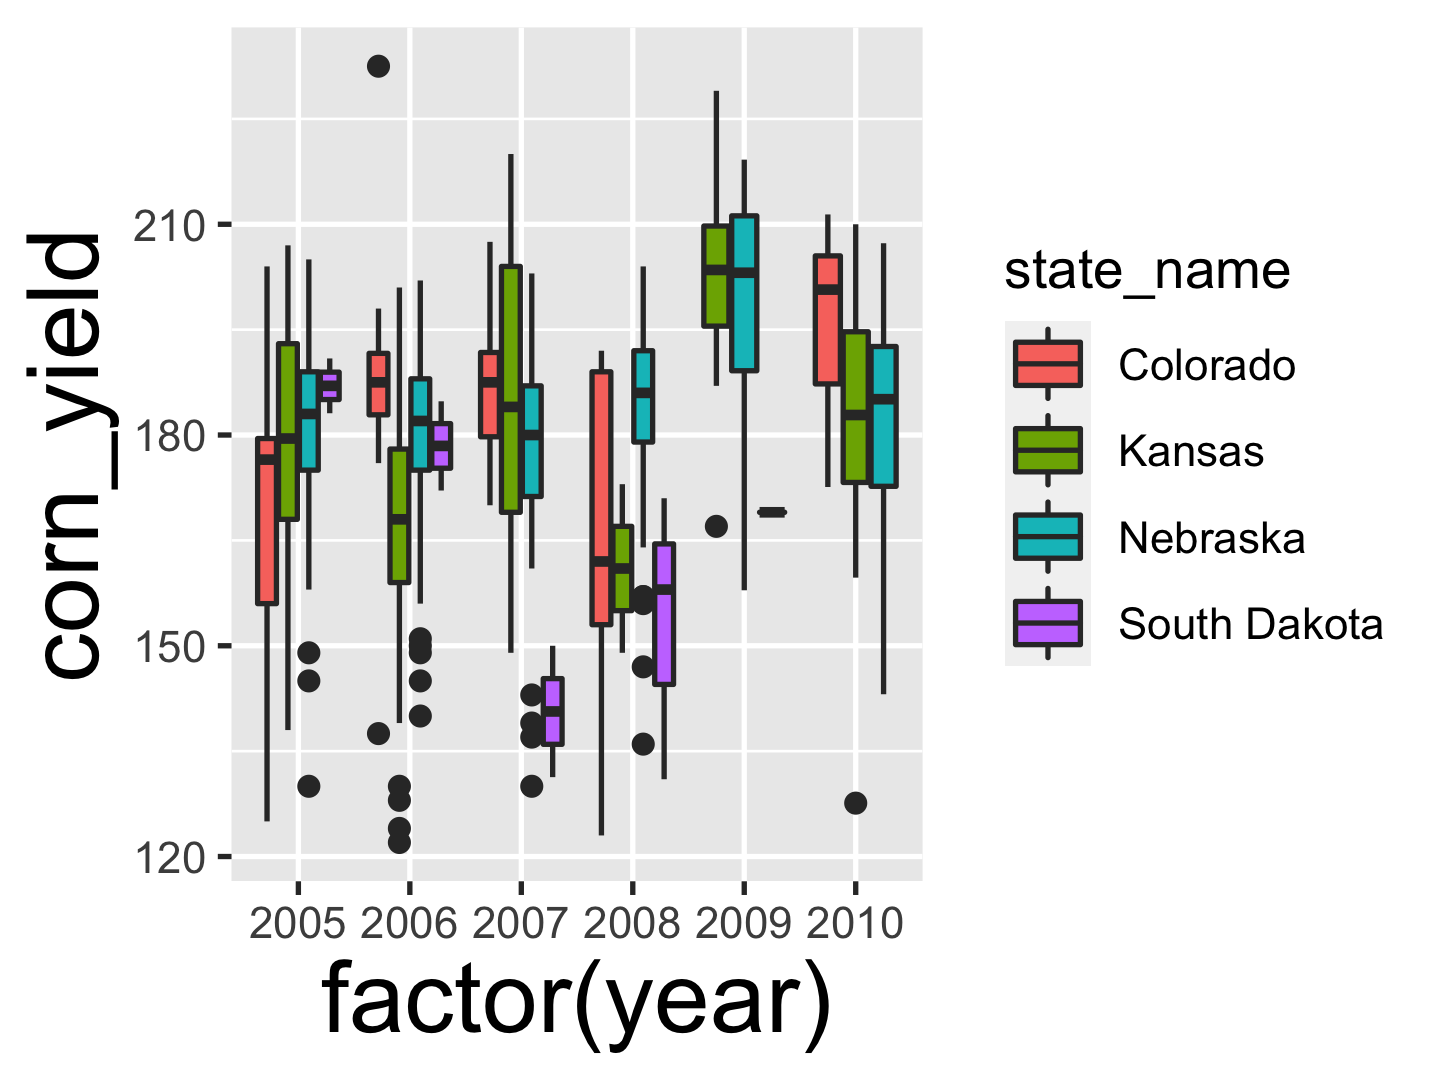 corn_yield
210
180
150
120
2005 2006 2007 2008 2009 2010
factor(year)
state_name
Colorado
Kansas
Nebraska
South Dakota